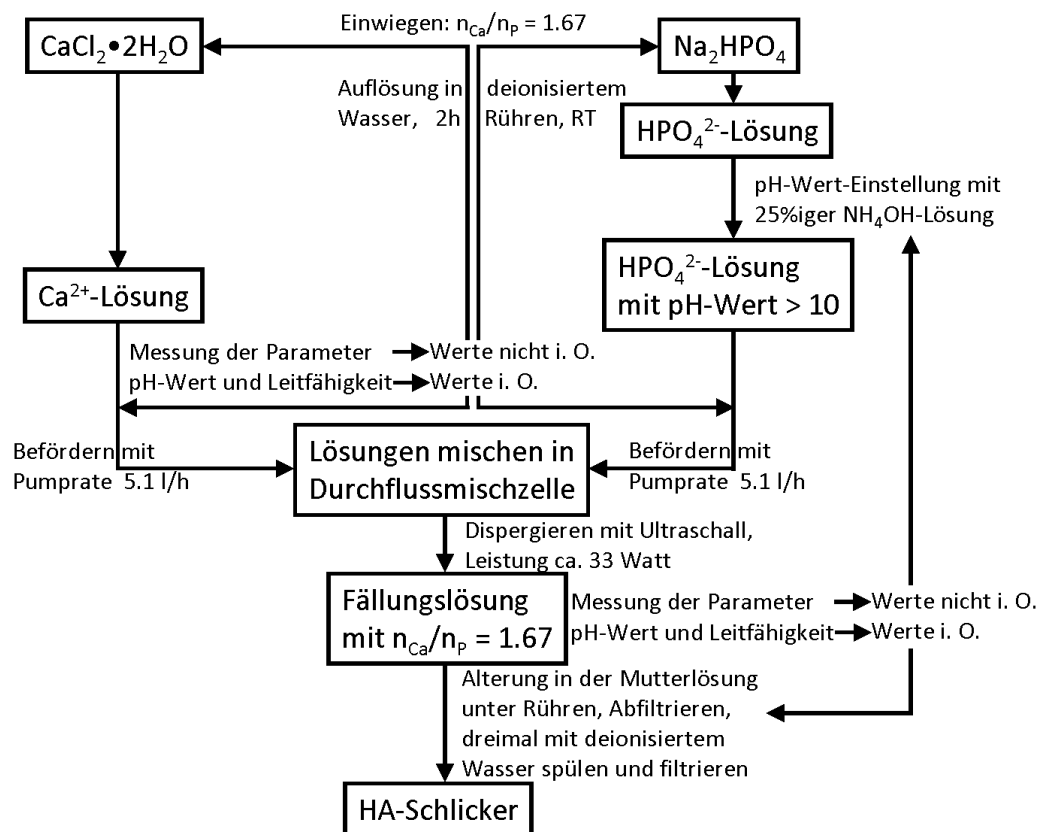 Einwiegen: n_Ca/n_P = 1.67
CaCl₂•2H₂O
Na₂HPO₄
Auflösung in deionisiertem
Wasser, 2h Rühren, RT
HPO₄²⁻-Lösung
pH-Wert-Einstellung mit
25%iger NH₄OH-Lösung
Ca²⁺-Lösung
HPO₄²⁻-Lösung
mit pH-Wert > 10
Messung der Parameter Werte nicht i. O.
pH-Wert und Leitfähigkeit Werte i. O.
Befördern mit
Pumprate 5.1 l/h
Lösungen mischen in
Durchflussmischzelle
Befördern mit
Pumprate 5.1 l/h
Dispergieren mit Ultraschall,
Leistung ca. 33 Watt
Fällungslösung
mit n_Ca/n_P = 1.67
Messung der Parameter Werte nicht i. O.
pH-Wert und Leitfähigkeit Werte i. O.
Alterung in der Mutterlösung
unter Rühren, Abfiltrieren,
dreimal mit deionisiertem
Wasser spülen und filtrieren
HA-Schlicker